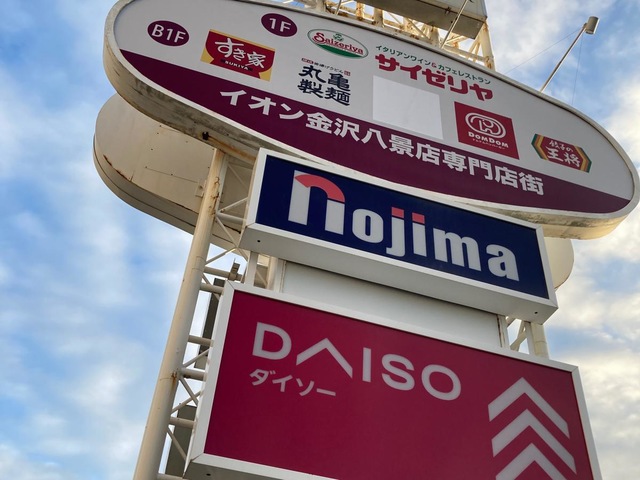 B1F
すき家
SUKIYA
1F
Saizeriya
イタリアンワイン&カフェレストラン
サイゼリヤ
丸亀
製麺
DOMDOM
餃子の
王将
イオン金沢八景店専門店街
nojima
DAISO
ダイソー